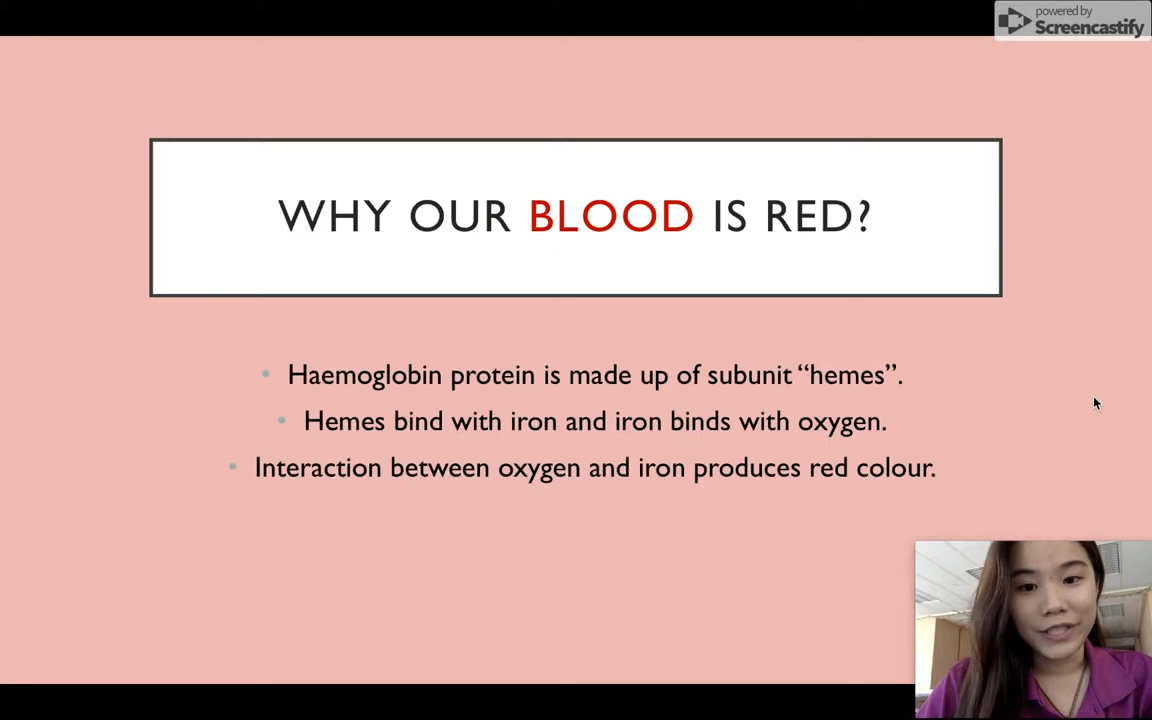 powered by
Screencastify
WHY OUR BLOOD IS RED?
• Haemoglobin protein is made up of subunit “hemes”.
• Hemes bind with iron and iron binds with oxygen.
• Interaction between oxygen and iron produces red colour.